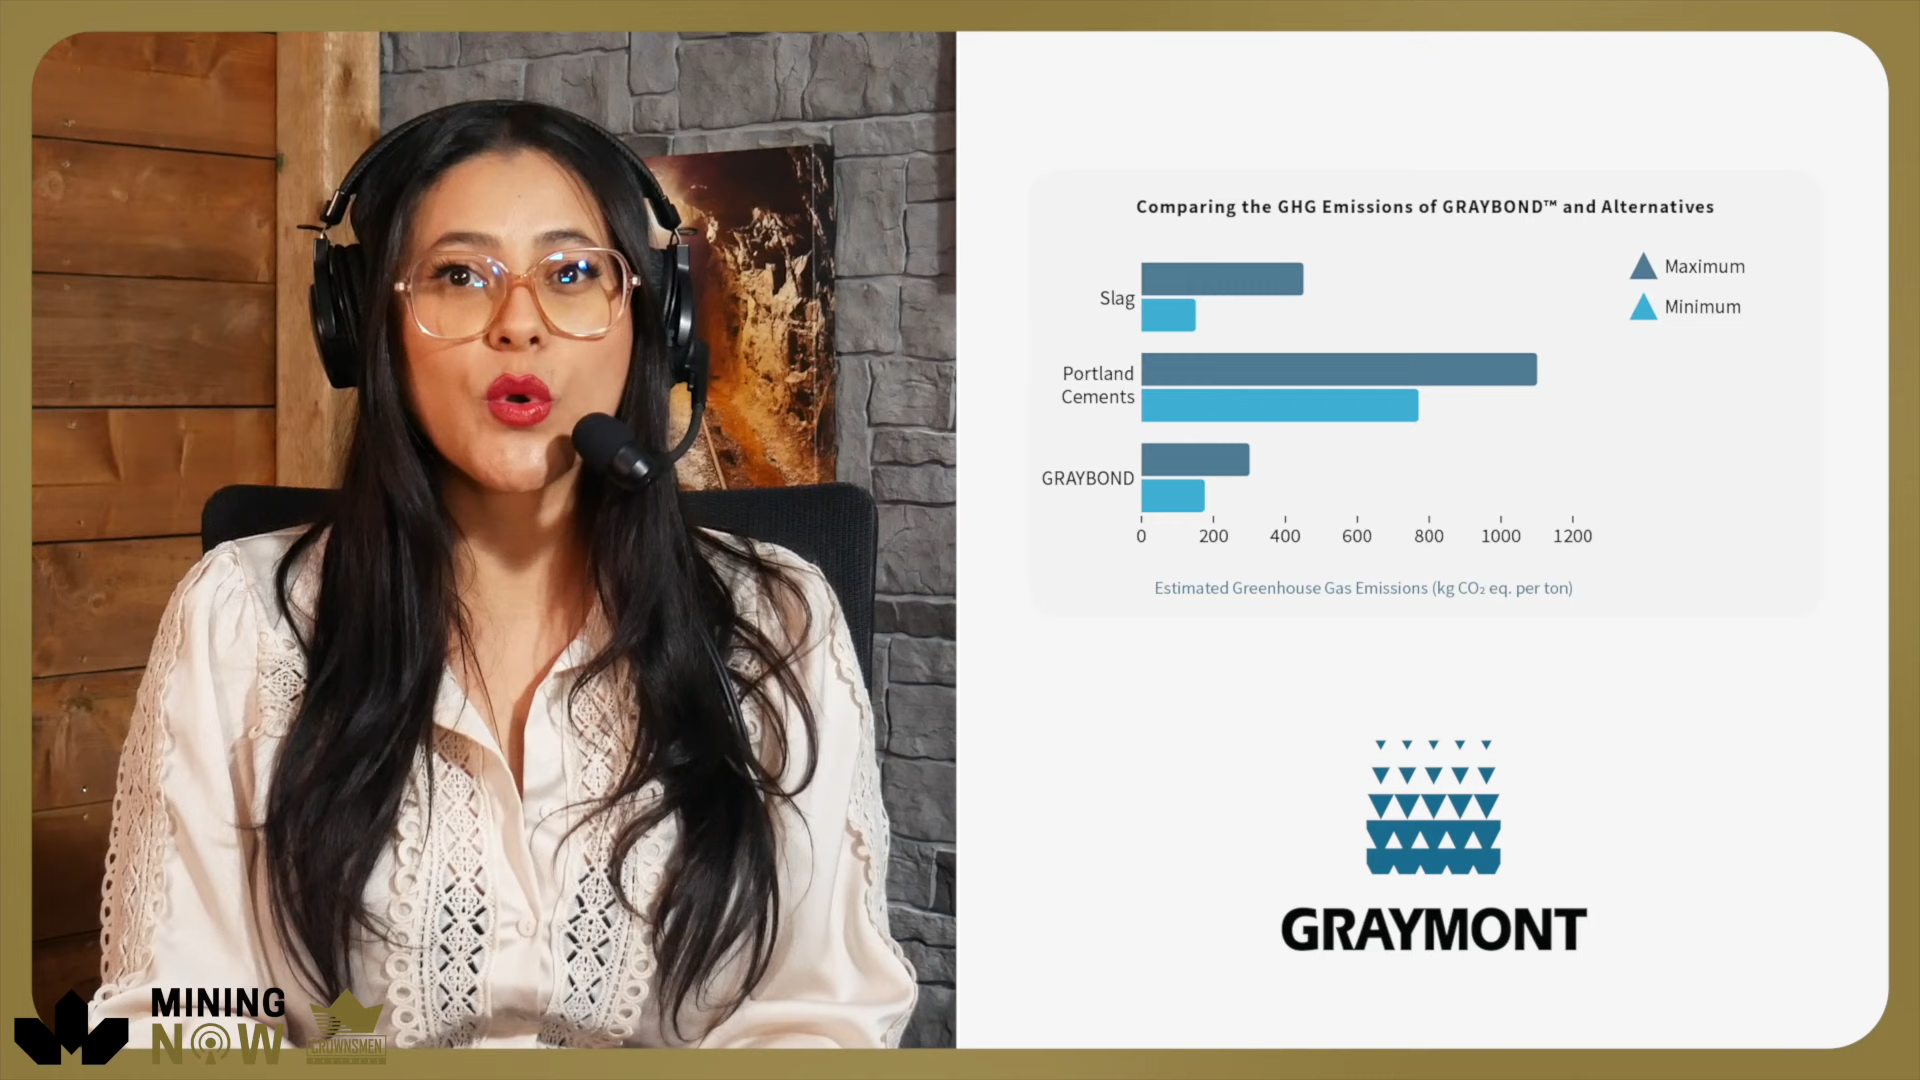 Comparing the GHG Emissions of GRAYBOND™ and Alternatives
Maximum
Minimum
Slag
Portland
Cements
GRAYBOND
0 200 400 600 800 1000 1200
Estimated Greenhouse Gas Emissions (kg CO₂ eq. per ton)
GRAYMONT
MINING
NOW
CROWNSMEN